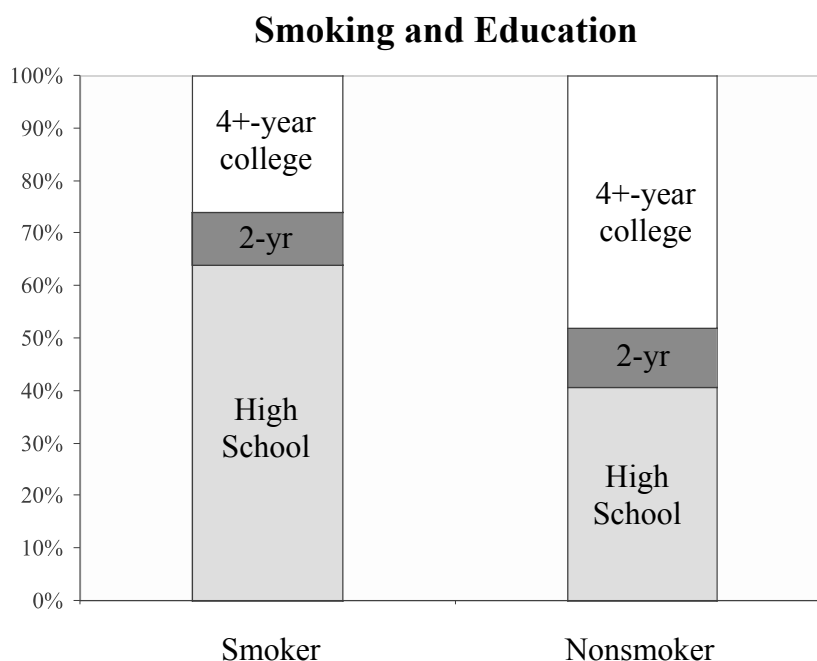 Smoking and Education
100%
90%
80%
70%
60%
50%
40%
30%
20%
10%
0%
4+-year
college
2-yr
High
School
4+-year
college
2-yr
High
School
Smoker
Nonsmoker